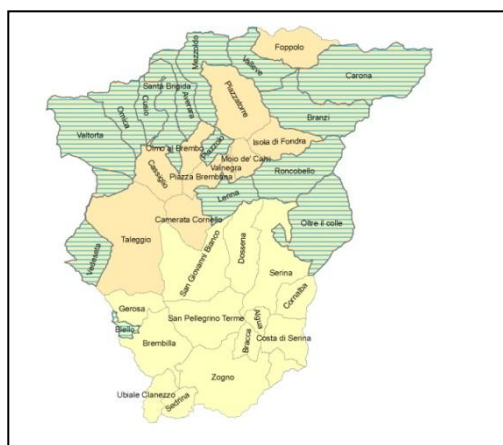 Foppolo
Mezzoldo
Valleve
Carona
Santa Brigida
Piazzatorre
Averara
Cusio
Ornica
Branzi
Valtorta
Olmo al Brembo
Piazzolo
Isola di Fondra
Moio de' Calvi
Cassiglio
Valnegra
Piazza Brembana
Roncobello
Lenna
Camerata Cornello
Oltre il colle
Taleggio
San Giovanni Bianco
Dossena
Vedeseta
Serina
Cornalba
Gerosa
San Pellegrino Terme
Algua
Blello
Bracca
Costa di Serina
Brembilla
Zogno
Ubiale Clanezzo
Sedrina